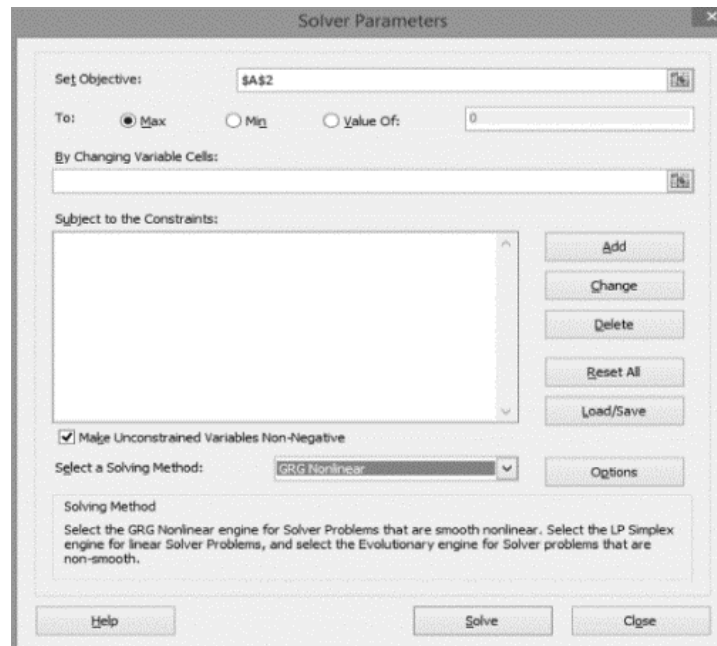 Solver Parameters
Set Objective: $A$2
To: Max Min Value Of: 0
By Changing Variable Cells:
Subject to the Constraints:
Add
Change
Delete
Reset All
Load/Save
Make Unconstrained Variables Non-Negative
Select a Solving Method: GRG Nonlinear Options
Solving Method
Select the GRG Nonlinear engine for Solver Problems that are smooth nonlinear. Select the LP Simplex
engine for linear Solver Problems, and select the Evolutionary engine for Solver problems that are
non-smooth.
Help Solve Close